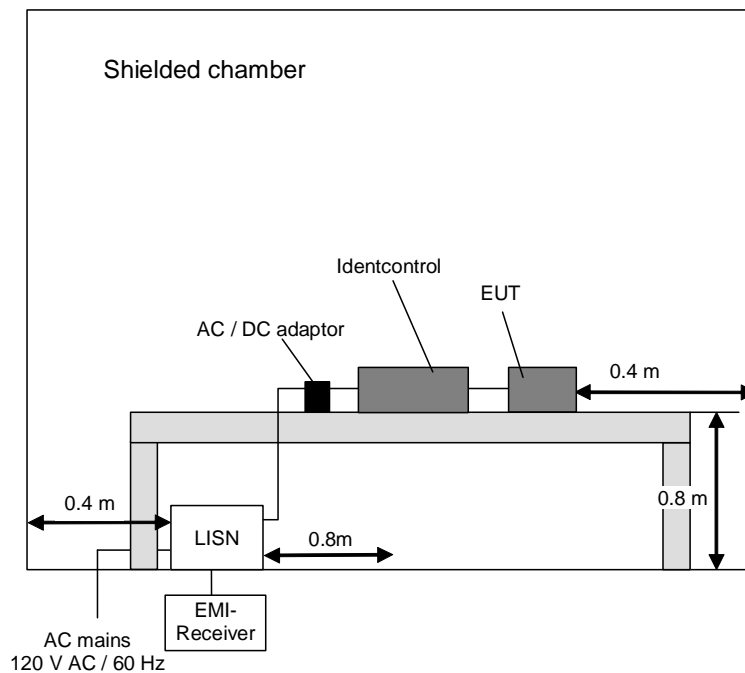 Shielded chamber
Identcontrol
EUT
AC / DC adaptor
0.4 m
0.4 m
0.8 m
LISN
0.8m
EMI-
Receiver
AC mains
120 V AC / 60 Hz